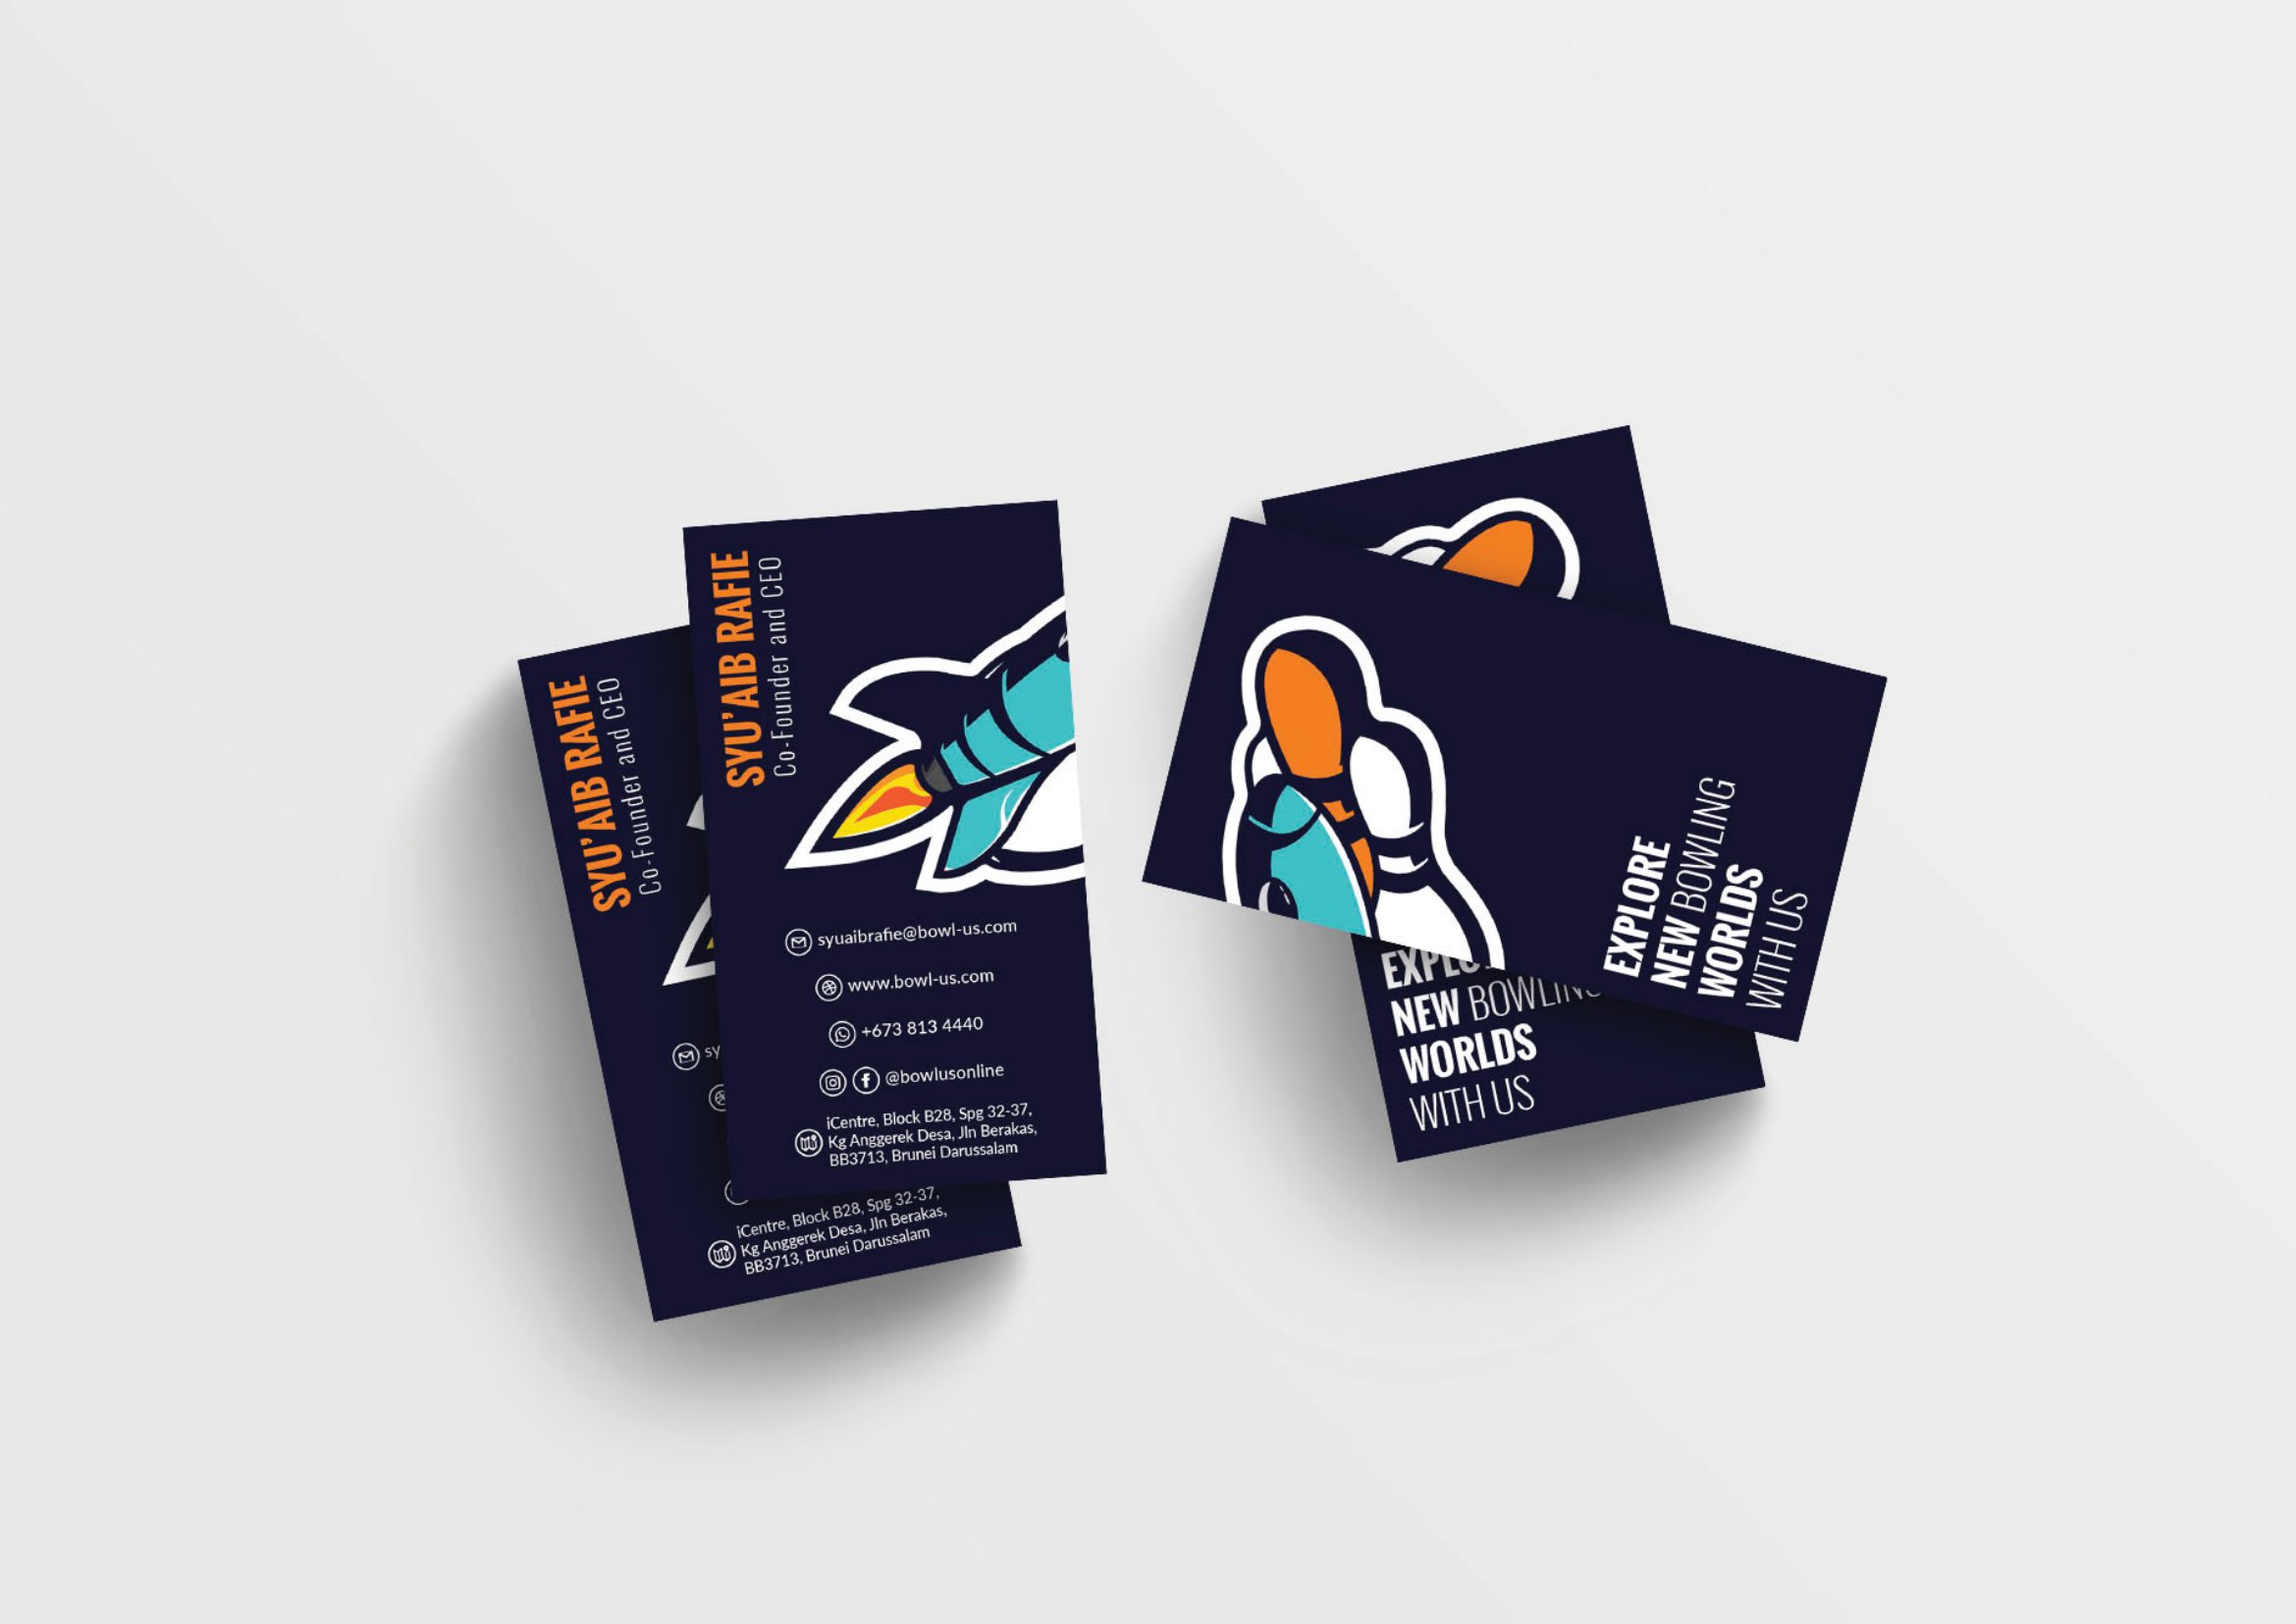 SYU'AIB RAFIE
Co-Founder and CEO
SYU'AIB RAFIE
Co-Founder and CEO
syuaibrafie@bowl-us.com
www.bowl-us.com
+673 813 4440
@bowlusonline
iCentre, Block B28, Spg 32-37,
Kg Anggerek Desa, Jln Berakas,
BB3713, Brunei Darussalam
sy
iCentre, Block B28, Spg 32-37,
Kg Anggerek Desa, Jln Berakas,
BB3713, Brunei Darussalam
EXPLORE
NEW BOWLING
WORLDS
WITH US
NEW BOWLING
WORLDS
WITH US